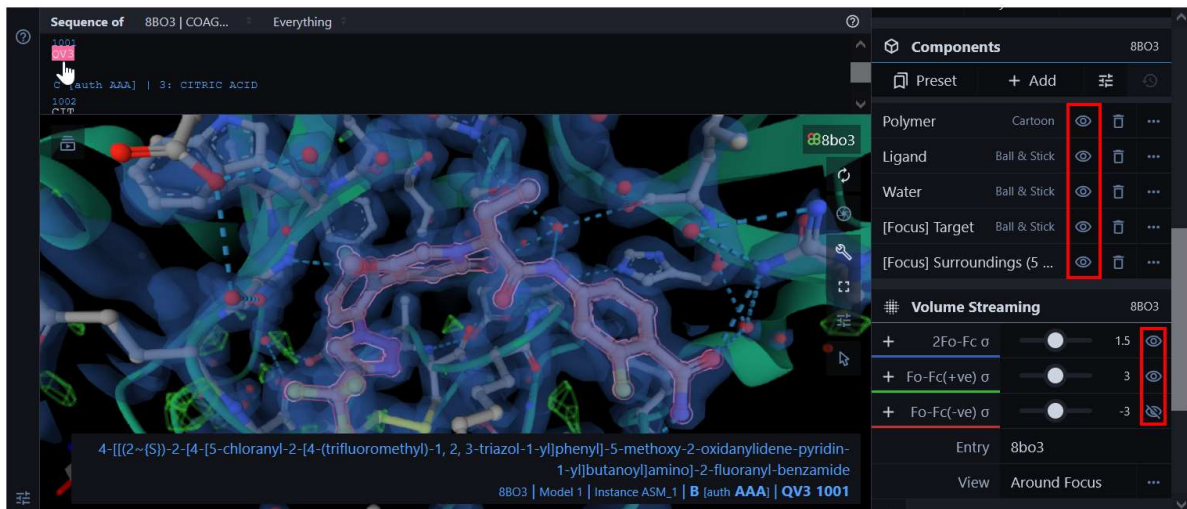 Sequence of 8BO3 | COAG... Everything
1001
QV3
C [auth AAA] | 3: CITRIC ACID
1002
CIT
8bo3
4-[[(2~{S})-2-[4-[5-chloranyl-2-[4-(trifluoromethyl)-1, 2, 3-triazol-1-yl]phenyl]-5-methoxy-2-oxidanylidene-pyridin-
1-yl]butanoyl]amino]-2-fluoranyl-benzamide
8BO3 | Model 1 | Instance ASM_1 | B [auth AAA] | QV3 1001
Components 8BO3
Preset + Add
Polymer Cartoon
Ligand Ball & Stick
Water Ball & Stick
[Focus] Target Ball & Stick
[Focus] Surroundings (5 ...
Volume Streaming 8BO3
+ 2Fo-Fc σ 1.5
+ Fo-Fc(+ve) σ 3
+ Fo-Fc(-ve) σ -3
Entry 8bo3
View Around Focus ...